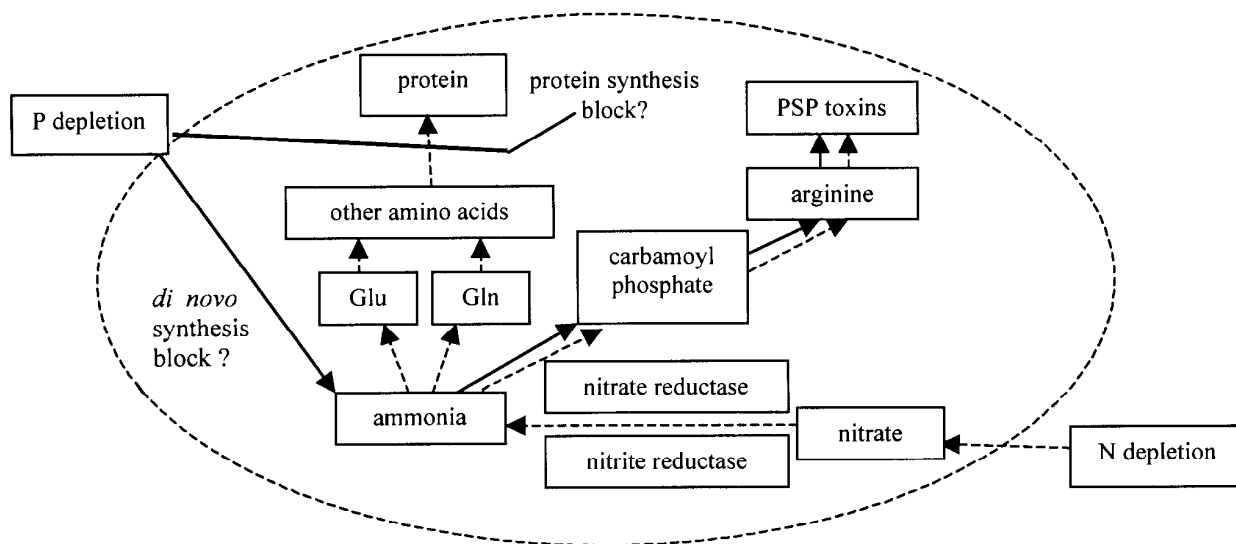 protein
protein synthesis
block?
PSP toxins
P depletion
arginine
other amino acids
carbamoyl
phosphate
Glu
Gln
di novo
synthesis
block ?
nitrate reductase
ammonia
nitrate
nitrite reductase
N depletion